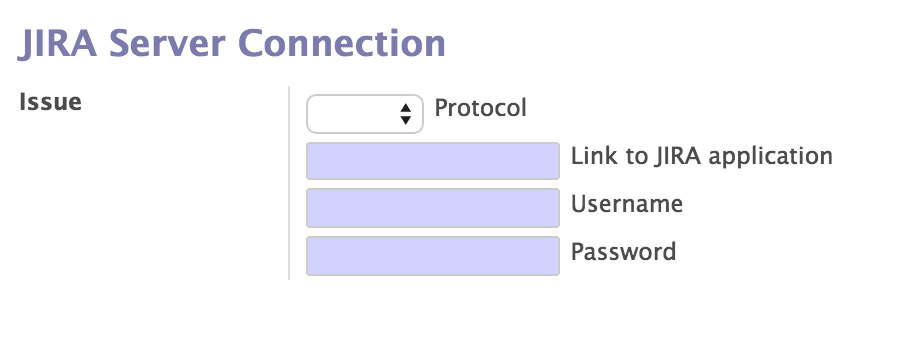 JIRA Server Connection
Issue
Protocol
Link to JIRA application
Username
Password